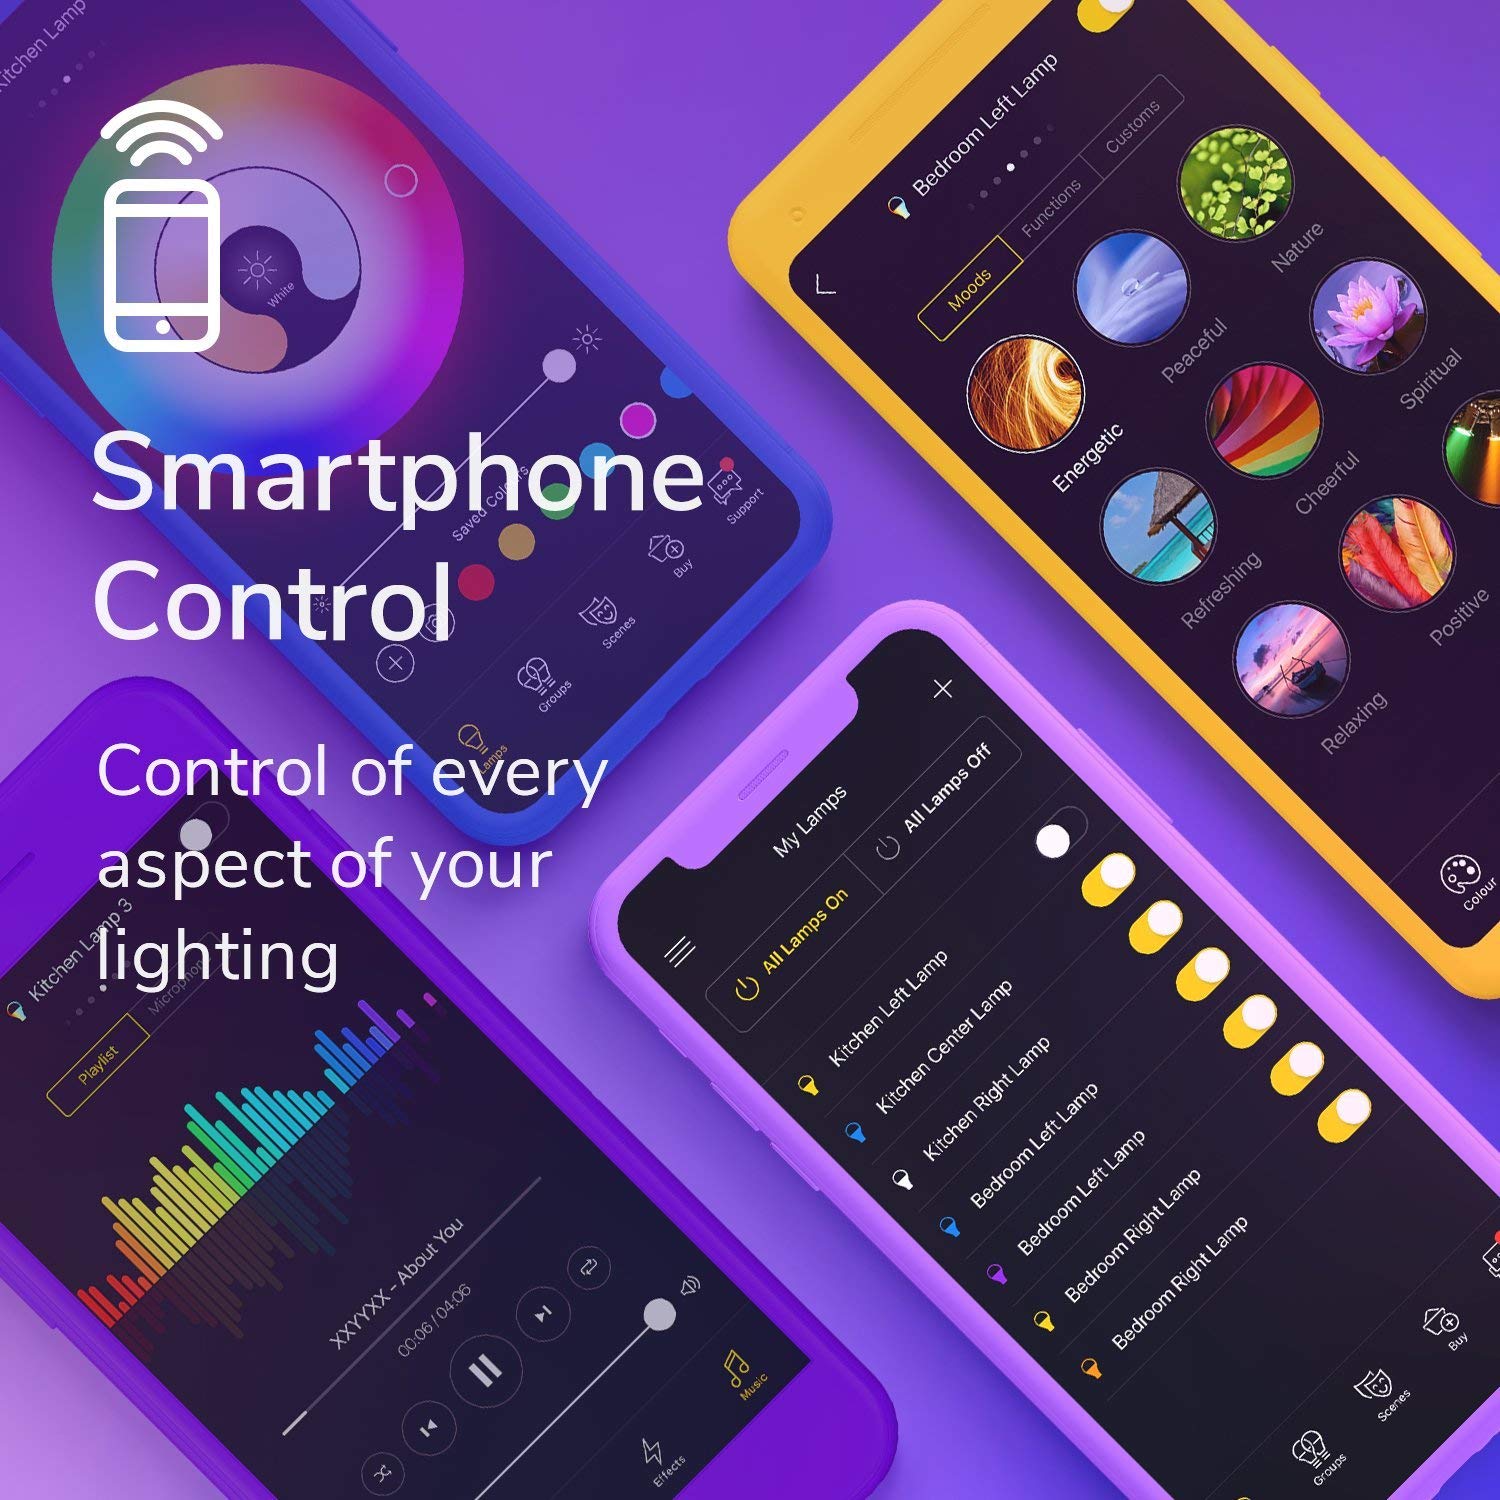 Smartphone
Control
Control of every
aspect of your
lighting
Kitchen Lamp
White
Saved Colours
Support
Buy
Scenes
Groups
Lamps
Bedroom Left Lamp
Moods
Functions
Customs
Energetic
Peaceful
Nature
Refreshing
Cheerful
Spiritual
Relaxing
Positive
Colour
Kitchen Lamp 3
Playlist
Microphone
XXYYXX - About You
00:06 / 04:06
Music
Effects
My Lamps
All Lamps On
All Lamps Off
Kitchen Left Lamp
Kitchen Center Lamp
Kitchen Right Lamp
Bedroom Left Lamp
Bedroom Left Lamp
Bedroom Right Lamp
Bedroom Right Lamp
Buy
Scenes
Groups